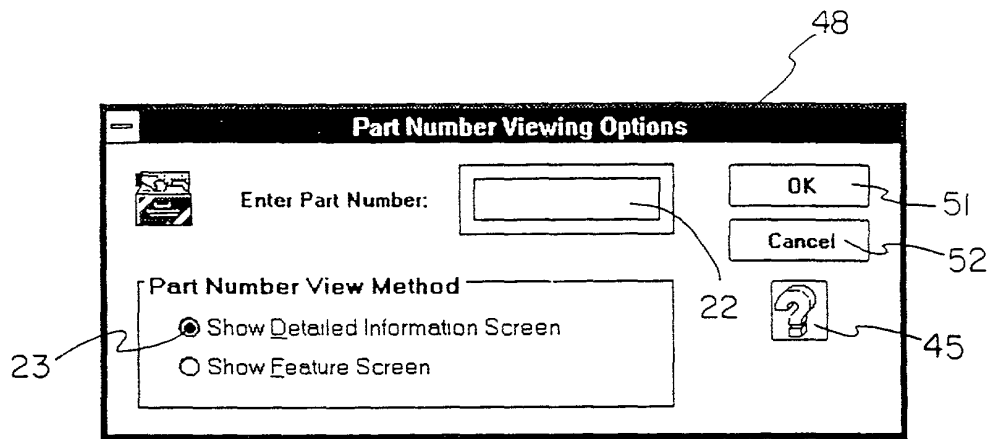 48
Part Number Viewing Options
Enter Part Number:
OK
51
Cancel
52
22
Part Number View Method
Show Detailed Information Screen
23
Show Feature Screen
45